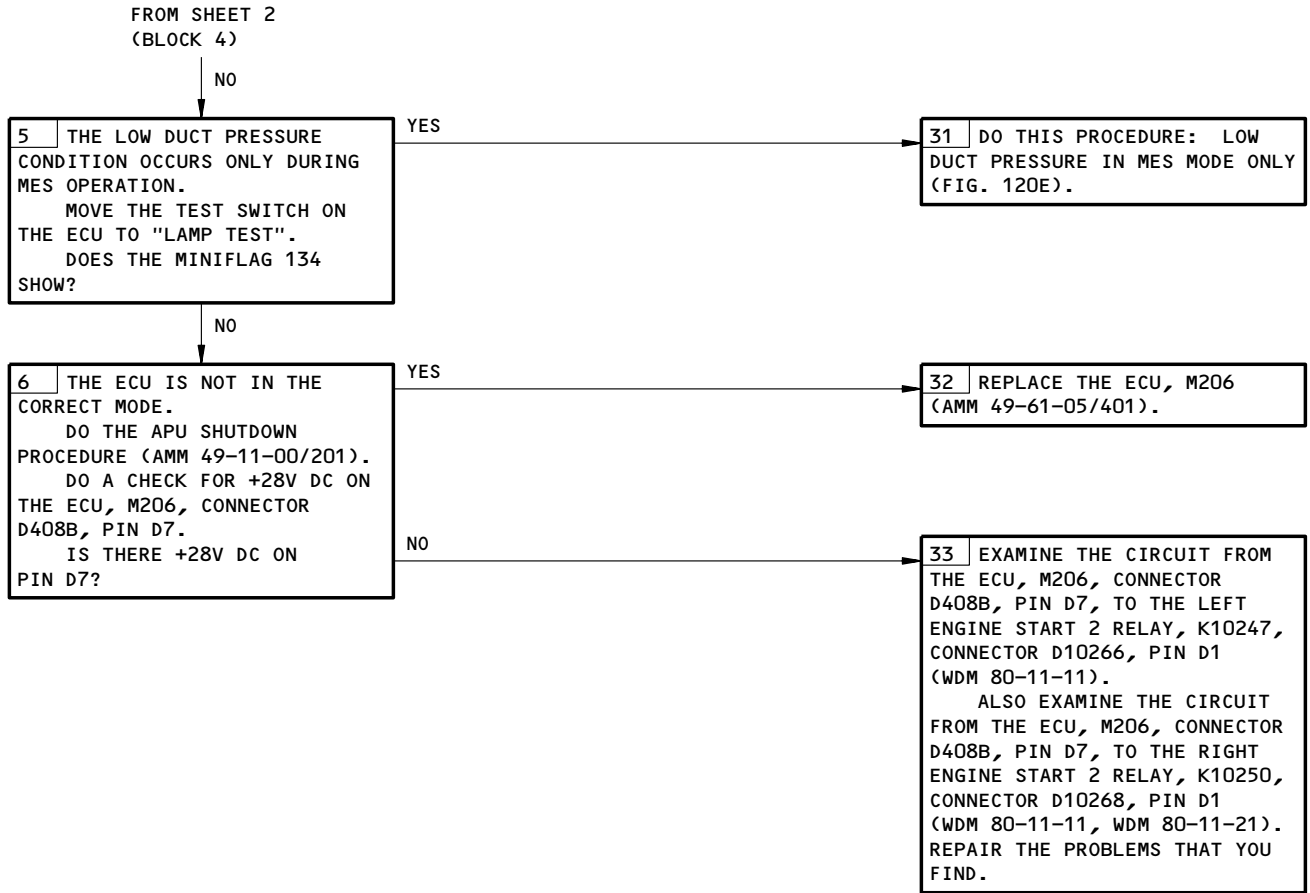 FROM SHEET 2
(BLOCK 4)
NO
5 THE LOW DUCT PRESSURE
CONDITION OCCURS ONLY DURING
MES OPERATION.
MOVE THE TEST SWITCH ON
THE ECU TO "LAMP TEST".
DOES THE MINIFLAG 134
SHOW?
YES
31 DO THIS PROCEDURE: LOW
DUCT PRESSURE IN MES MODE ONLY
(FIG. 120E).
NO
6 THE ECU IS NOT IN THE
CORRECT MODE.
DO THE APU SHUTDOWN
PROCEDURE (AMM 49-11-00/201).
DO A CHECK FOR +28V DC ON
THE ECU, M206, CONNECTOR
D408B, PIN D7.
IS THERE +28V DC ON
PIN D7?
YES
32 REPLACE THE ECU, M206
(AMM 49-61-05/401).
NO
33 EXAMINE THE CIRCUIT FROM
THE ECU, M206, CONNECTOR
D408B, PIN D7, TO THE LEFT
ENGINE START 2 RELAY, K10247,
CONNECTOR D10266, PIN D1
(WDM 80-11-11).
ALSO EXAMINE THE CIRCUIT
FROM THE ECU, M206, CONNECTOR
D408B, PIN D7, TO THE RIGHT
ENGINE START 2 RELAY, K10250,
CONNECTOR D10268, PIN D1
(WDM 80-11-11, WDM 80-11-21).
REPAIR THE PROBLEMS THAT YOU
FIND.